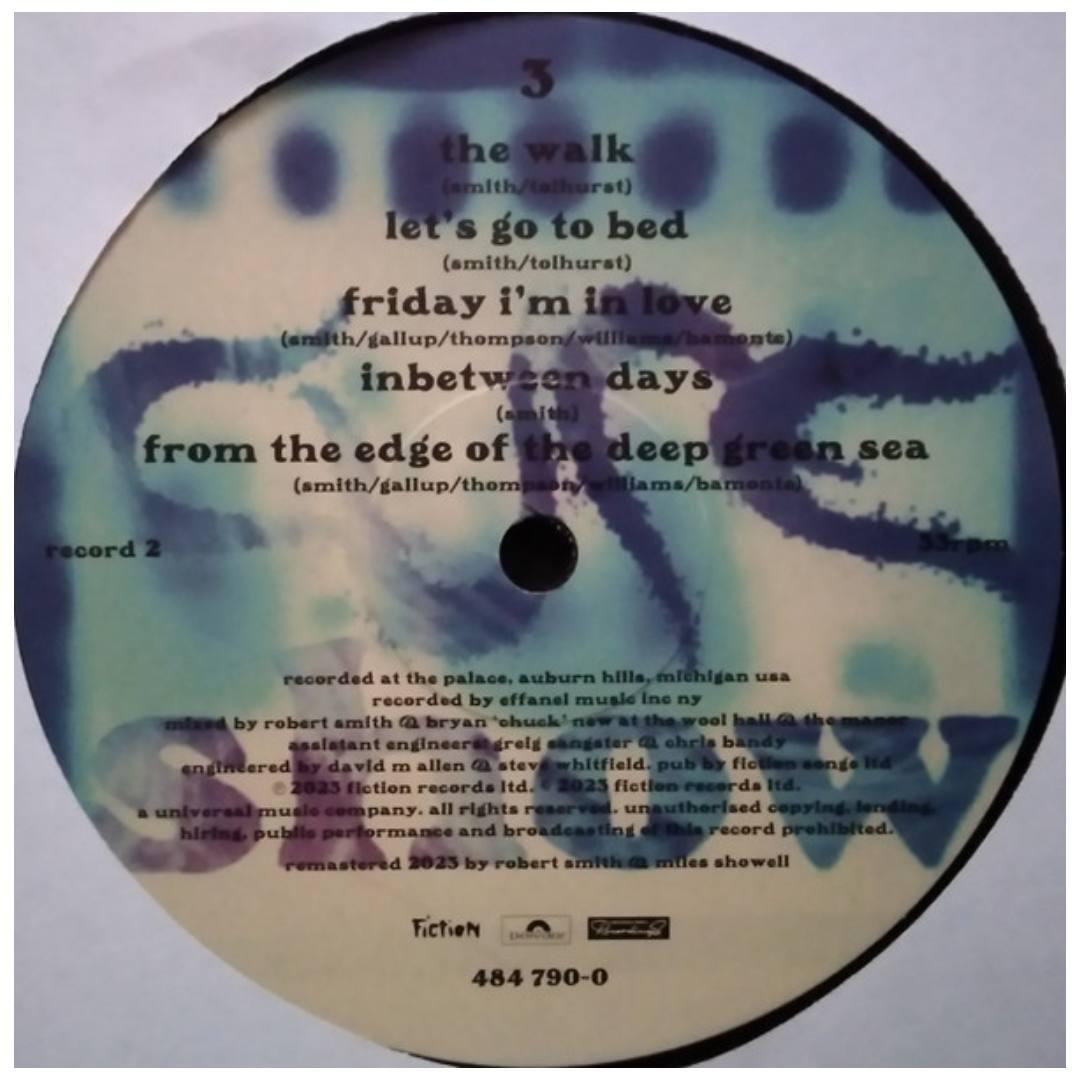 3
the walk
(smith/tolhurst)
let's go to bed
(smith/tolhurst)
friday i'm in love
(smith/gallup/thompson/williams/bamonte)
inbetween days
(smith)
from the edge of the deep green sea
(smith/gallup/thompson/williams/bamonte)
record 2
33rpm
show
recorded at the palace, auburn hills, michigan usa
recorded by effanel music inc ny
mixed by robert smith & bryan 'chuck' new at the wool hall & the manor
assistant engineers greig sangster & chris bandy
engineered by david m allen & steve whitfield. pub by fiction songs ltd
℗2023 fiction records ltd. © 2023 fiction records ltd.
a universal music company. all rights reserved. unauthorised copying, lending,
hiring, public performance and broadcasting of this record prohibited.
remastered 2023 by robert smith & miles showell
Fiction
polydor
Recordings
484 790-0